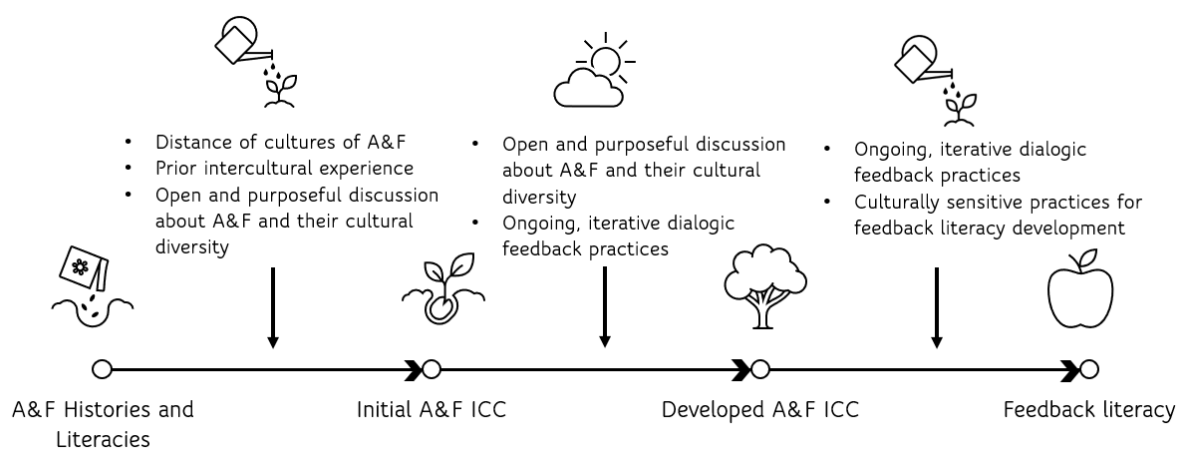 • Distance of cultures of A&F
• Prior intercultural experience
• Open and purposeful discussion
about A&F and their cultural
diversity
• Open and purposeful discussion
about A&F and their cultural
diversity
• Ongoing, iterative dialogic
feedback practices
• Ongoing, iterative dialogic
feedback practices
• Culturally sensitive practices for
feedback literacy development
A&F Histories and
Literacies
Initial A&F ICC
Developed A&F ICC
Feedback literacy